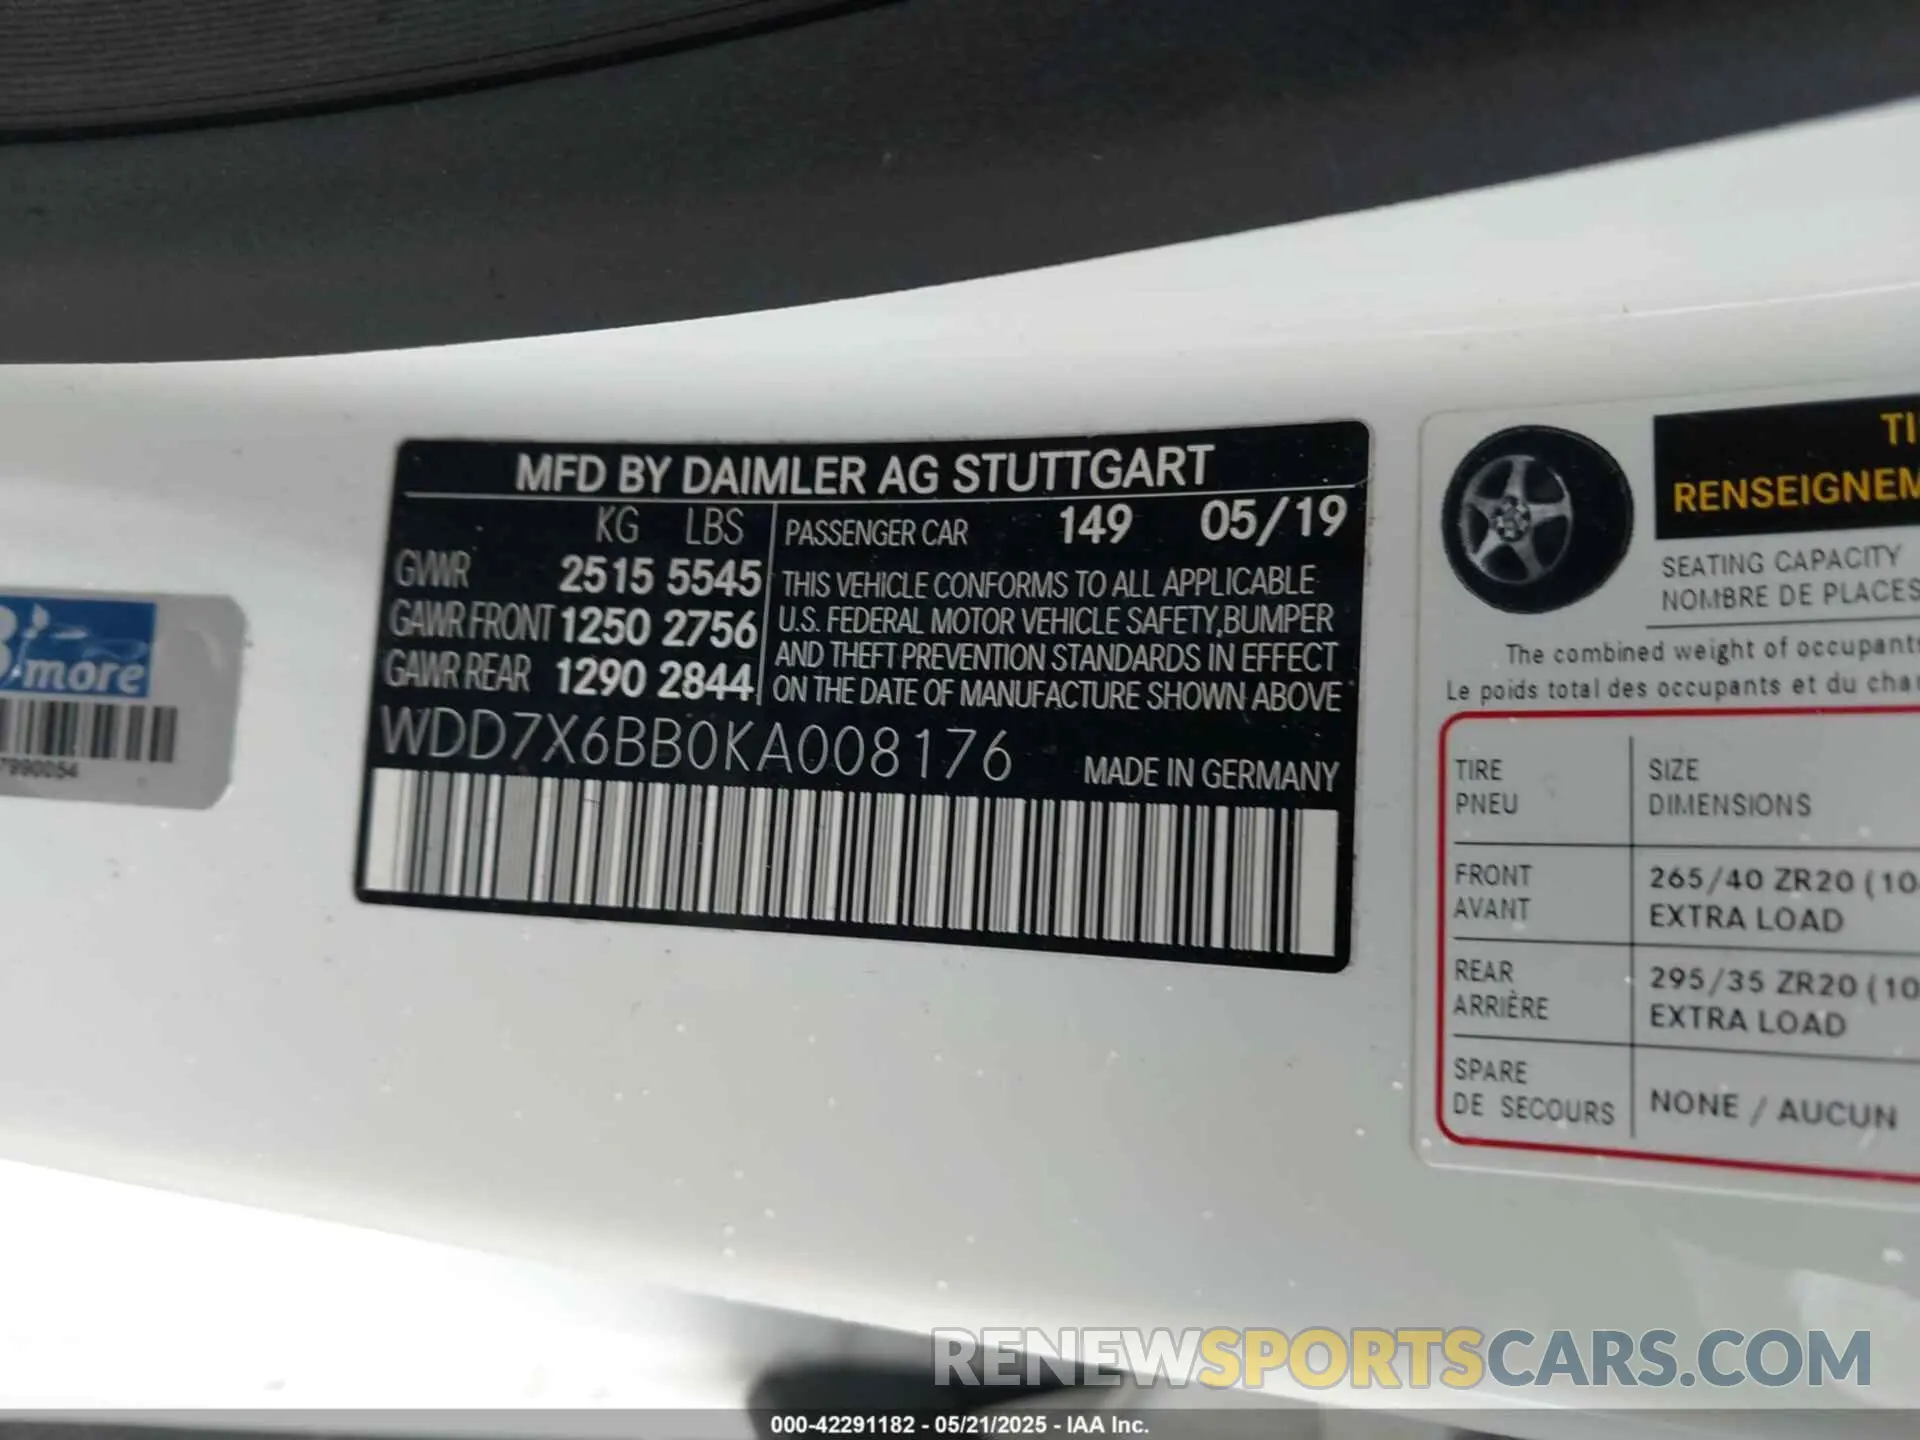 MFD BY DAIMLER AG STUTTGART
KG LBS
GVWR 2515 5545
GAWR FRONT 1250 2756
GAWR REAR 1290 2844
PASSENGER CAR 149 05/19
THIS VEHICLE CONFORMS TO ALL APPLICABLE
U.S. FEDERAL MOTOR VEHICLE SAFETY,BUMPER
AND THEFT PREVENTION STANDARDS IN EFFECT
ON THE DATE OF MANUFACTURE SHOWN ABOVE
WDD7X6BB0KA008176
MADE IN GERMANY
more
TI
RENSEIGNEM
SEATING CAPACITY
NOMBRE DE PLACES
The combined weight of occupants
Le poids total des occupants et du char
TIRE
PNEU
SIZE
DIMENSIONS
FRONT
AVANT
265/40 ZR20 (10
EXTRA LOAD
REAR
ARRIÈRE
295/35 ZR20 (10
EXTRA LOAD
SPARE
DE SECOURS
NONE / AUCUN
RENEWSPORTSCARS.COM
000-42291182 - 05/21/2025 - IAA Inc.